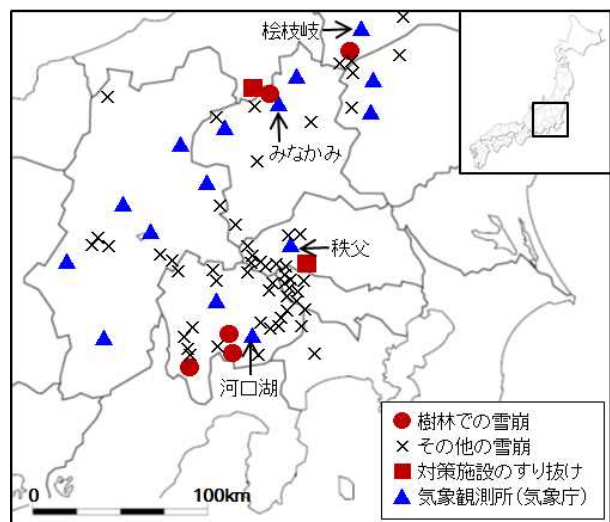 桧枝岐
みなかみ
秩父
河口湖
樹林での雪崩
その他の雪崩
対策施設のすり抜け
気象観測所(気象庁)
0 100km